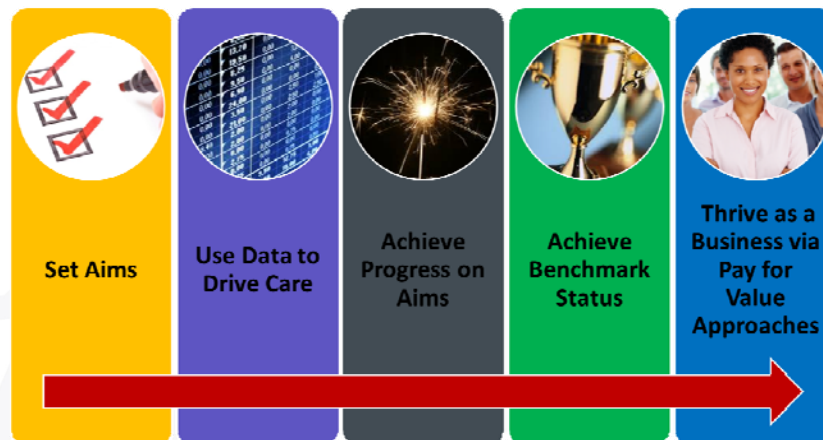 Set Aims
Use Data to
Drive Care
Achieve
Progress on
Aims
Achieve
Benchmark
Status
Thrive as a
Business via
Pay for
Value
Approaches